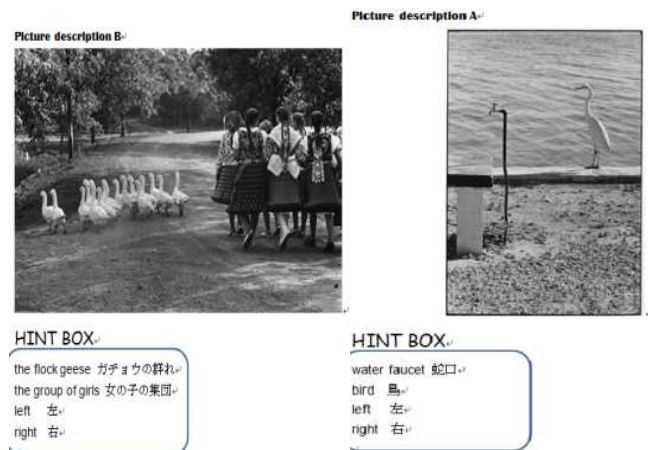 Picture description B
HINT BOX
the flock geese ガチョウの群れ
the group of girls 女の子の集団
left 左
right 右
Picture description A
HINT BOX
water faucet 蛇口
bird 鳥
left 左
right 右